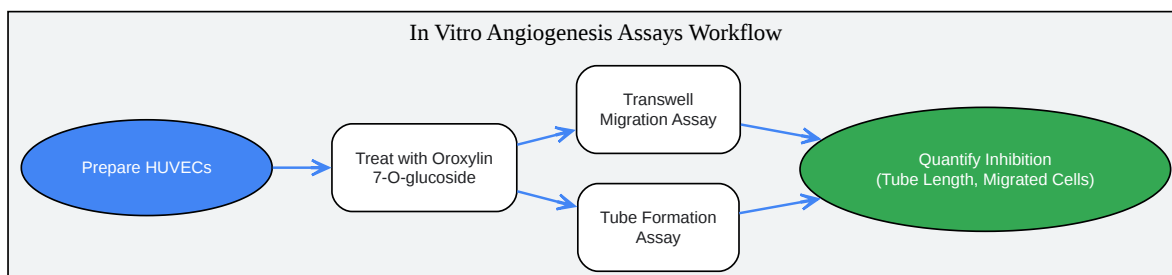 In Vitro Angiogenesis Assays Workflow
Prepare HUVECs
Treat with Oroxylin
7-O-glucoside
Transwell
Migration Assay
Tube Formation
Assay
Quantify Inhibition
(Tube Length, Migrated Cells)